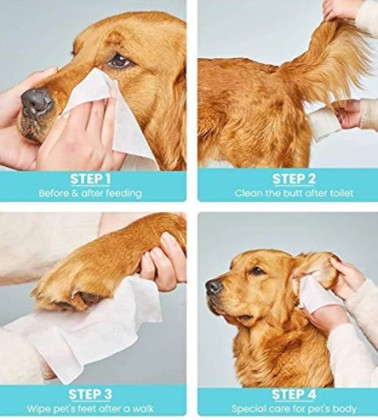 STEP 1
Before & after feeding
STEP 2
Clean the butt after toilet
STEP 3
Wipe pet's feet after a walk
STEP 4
Special care for pet's body